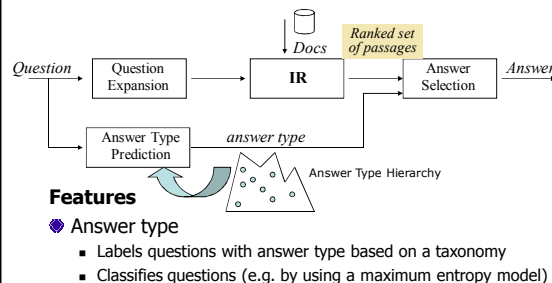 Docs
Ranked set
of passages
Question
Question
Expansion
IR
Answer
Selection
Answer
Answer Type
Prediction
answer type
Answer Type Hierarchy
Features
Answer type
Labels questions with answer type based on a taxonomy
Classifies questions (e.g. by using a maximum entropy model)